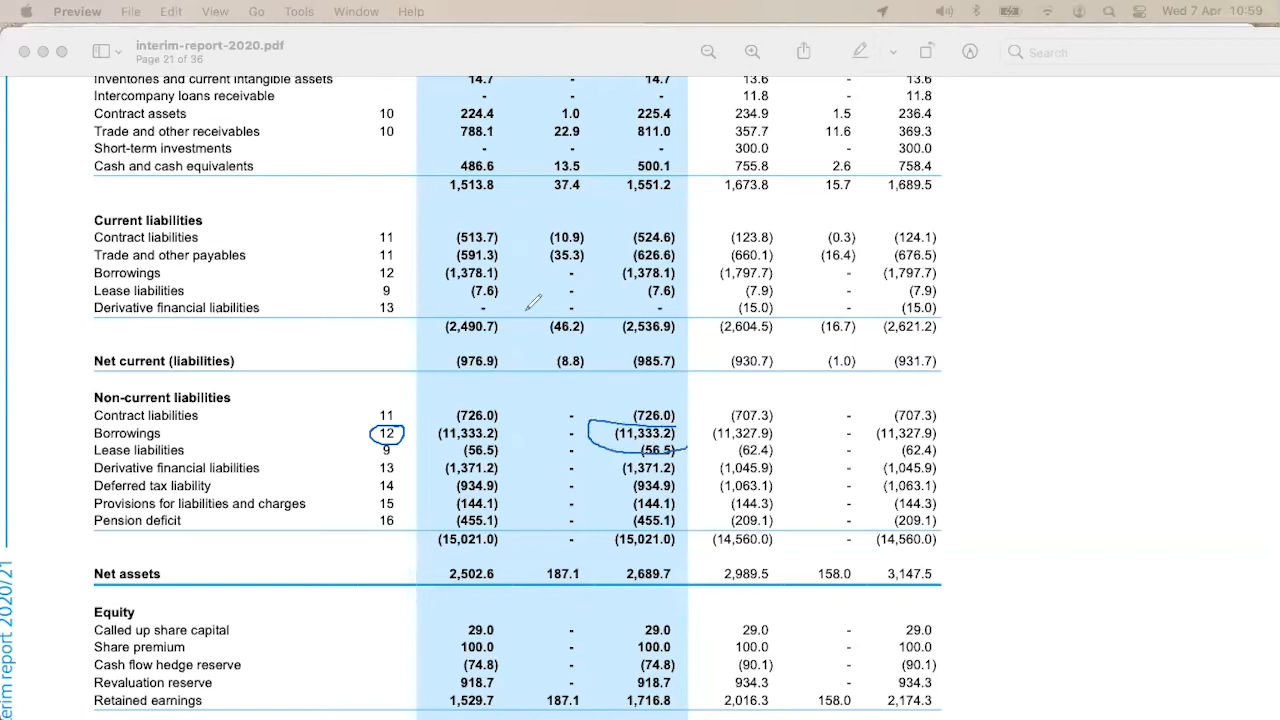 Preview File Edit View Go Tools Window Help Wed 7 Apr 10:59
interim-report-2020.pdf
Page 21 of 36
Search
Inventories and current intangible assets 14.7 - 14.7 13.6 - 13.6
Intercompany loans receivable - - - 11.8 - 11.8
Contract assets 10 224.4 1.0 225.4 234.9 1.5 236.4
Trade and other receivables 10 788.1 22.9 811.0 357.7 11.6 369.3
Short-term investments - - - 300.0 - 300.0
Cash and cash equivalents 486.6 13.5 500.1 755.8 2.6 758.4
1,513.8 37.4 1,551.2 1,673.8 15.7 1,689.5
Current liabilities
Contract liabilities 11 (513.7) (10.9) (524.6) (123.8) (0.3) (124.1)
Trade and other payables 11 (591.3) (35.3) (626.6) (660.1) (16.4) (676.5)
Borrowings 12 (1,378.1) - (1,378.1) (1,797.7) - (1,797.7)
Lease liabilities 9 (7.6) - (7.6) (7.9) - (7.9)
Derivative financial liabilities 13 - - - (15.0) - (15.0)
(2,490.7) (46.2) (2,536.9) (2,604.5) (16.7) (2,621.2)
Net current (liabilities) (976.9) (8.8) (985.7) (930.7) (1.0) (931.7)
Non-current liabilities
Contract liabilities 11 (726.0) - (726.0) (707.3) - (707.3)
Borrowings 12 (11,333.2) - (11,333.2) (11,327.9) - (11,327.9)
Lease liabilities 9 (56.5) - (56.5) (62.4) - (62.4)
Derivative financial liabilities 13 (1,371.2) - (1,371.2) (1,045.9) - (1,045.9)
Deferred tax liability 14 (934.9) - (934.9) (1,063.1) - (1,063.1)
Provisions for liabilities and charges 15 (144.1) - (144.1) (144.3) - (144.3)
Pension deficit 16 (455.1) - (455.1) (209.1) - (209.1)
(15,021.0) - (15,021.0) (14,560.0) - (14,560.0)
Net assets 2,502.6 187.1 2,689.7 2,989.5 158.0 3,147.5
Equity
Called up share capital 29.0 - 29.0 29.0 - 29.0
Share premium 100.0 - 100.0 100.0 - 100.0
Cash flow hedge reserve (74.8) - (74.8) (90.1) - (90.1)
Revaluation reserve 918.7 - 918.7 934.3 - 934.3
Retained earnings 1,529.7 187.1 1,716.8 2,016.3 158.0 2,174.3
erim report 2020/21